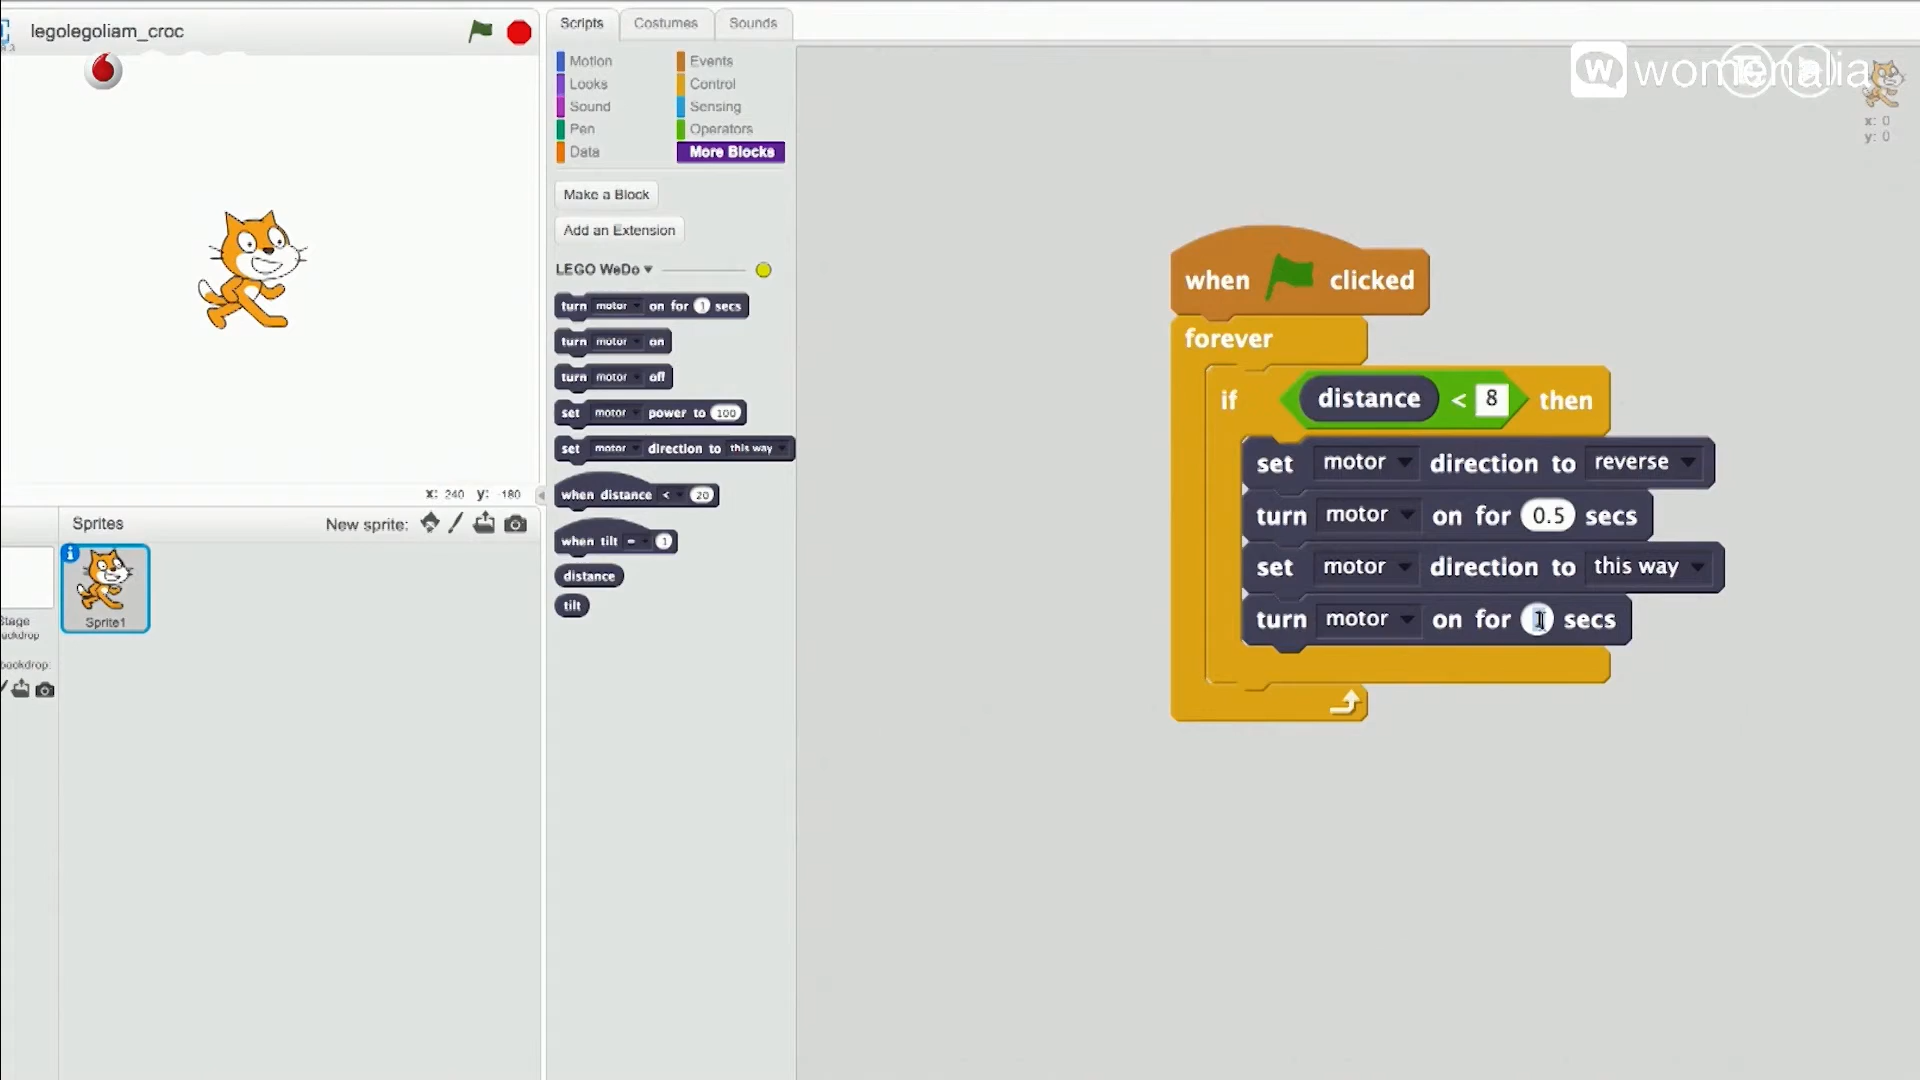 legolegoliam_croc
Scripts
Costumes
Sounds
Motion
Looks
Sound
Pen
Data
Events
Control
Sensing
Operators
More Blocks
Make a Block
Add an Extension
LEGO WeDo
turn motor on for 1 secs
turn motor on
turn motor off
set motor power to 100
set motor direction to this way
when distance < 20
when tilt = 1
distance
tilt
x: 240 y: -180
Sprites
New sprite:
Sprite1
womenalia
x: 0
y: 0
when clicked
forever
if distance < 8 then
set motor direction to reverse
turn motor on for 0.5 secs
set motor direction to this way
turn motor on for 1 secs